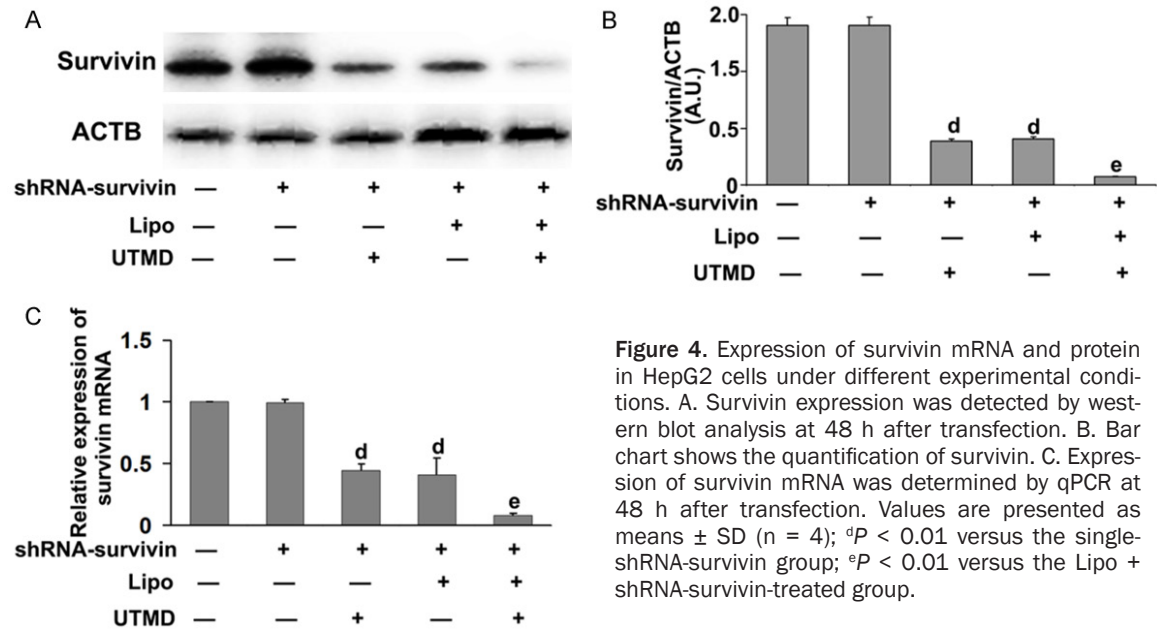 A
Survivin
ACTB
shRNA-survivin — + + + +
Lipo — — — + +
UTMD — — + — +
B
Survivin/ACTB
(A.U.)
2.0
1.5
0.5
0
d
d
e
shRNA-survivin — + + + +
Lipo — — — + +
UTMD — — + — +
C
Relative expression of
survivin mRNA
1.5
1
0.5
0
d
d
e
shRNA-survivin — + + + +
Lipo — — — + +
UTMD — — + — +
Figure 4. Expression of survivin mRNA and protein
in HepG2 cells under different experimental condi-
tions. A. Survivin expression was detected by west-
ern blot analysis at 48 h after transfection. B. Bar
chart shows the quantification of survivin. C. Expres-
sion of survivin mRNA was determined by qPCR at
48 h after transfection. Values are presented as
means ± SD (n = 4); ᵈP < 0.01 versus the single-
shRNA-survivin group; ᵉP < 0.01 versus the Lipo +
shRNA-survivin-treated group.